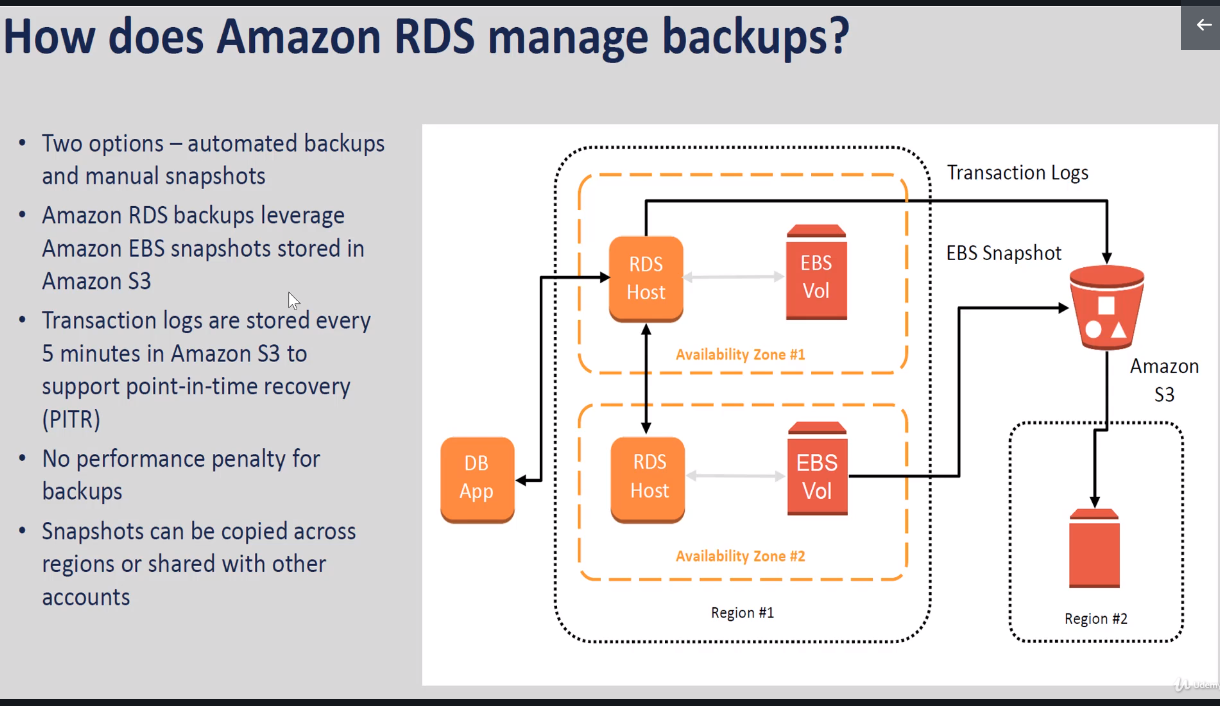 How does Amazon RDS manage backups?
• Two options – automated backups
and manual snapshots
• Amazon RDS backups leverage
Amazon EBS snapshots stored in
Amazon S3
• Transaction logs are stored every
5 minutes in Amazon S3 to
support point-in-time recovery
(PITR)
• No performance penalty for
backups
• Snapshots can be copied across
regions or shared with other
accounts
Transaction Logs
EBS Snapshot
RDS
Host
EBS
Vol
Availability Zone #1
Amazon
S3
DB
App
RDS
Host
EBS
Vol
Availability Zone #2
Region #1
Region #2
Udemy